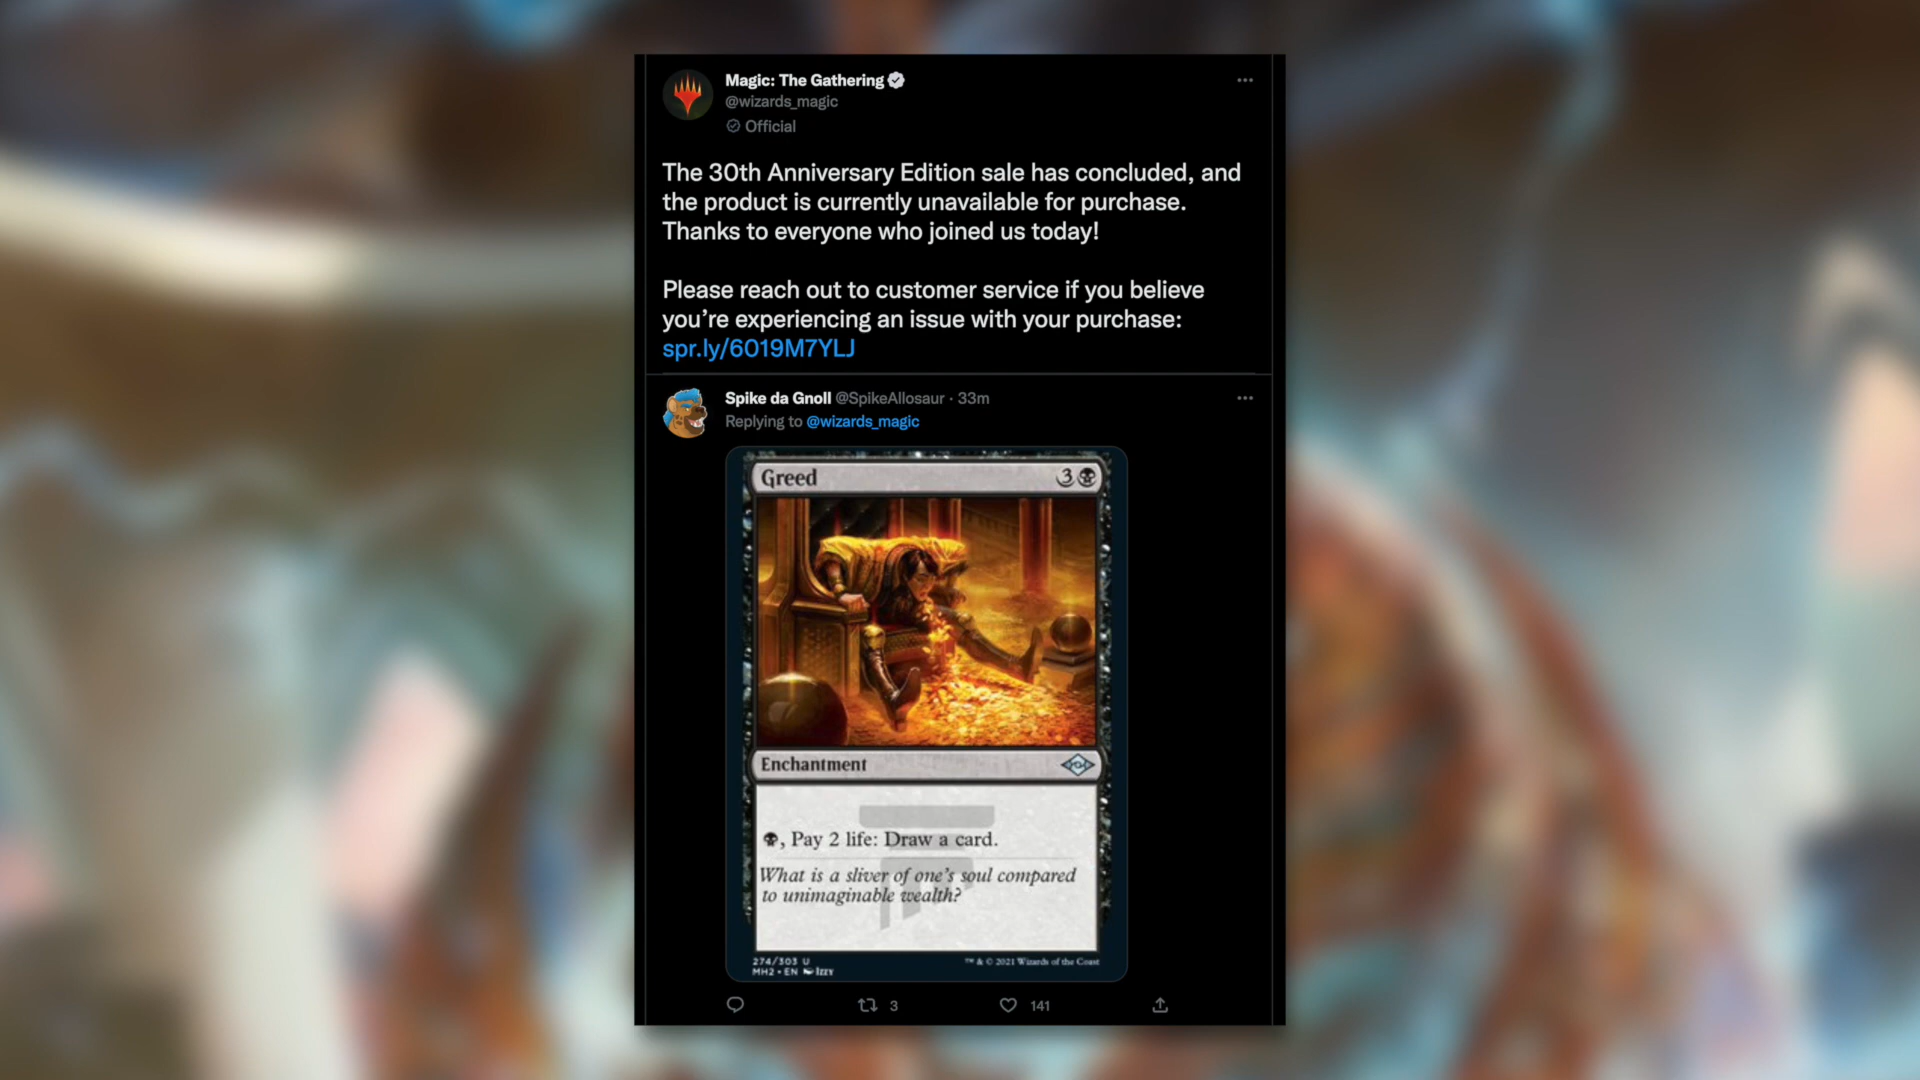 Magic: The Gathering
@wizards_magic
Official
The 30th Anniversary Edition sale has concluded, and
the product is currently unavailable for purchase.
Thanks to everyone who joined us today!
Please reach out to customer service if you believe
you’re experiencing an issue with your purchase:
spr.ly/6019M7YLJ
Spike da Gnoll @SpikeAllosaur · 33m
Replying to @wizards_magic
Greed 3
Enchantment
, Pay 2 life: Draw a card.
What is a sliver of one's soul compared
to unimaginable wealth?
274/303 U
MH2 • EN Izzy
™ & © 2021 Wizards of the Coast
3 141